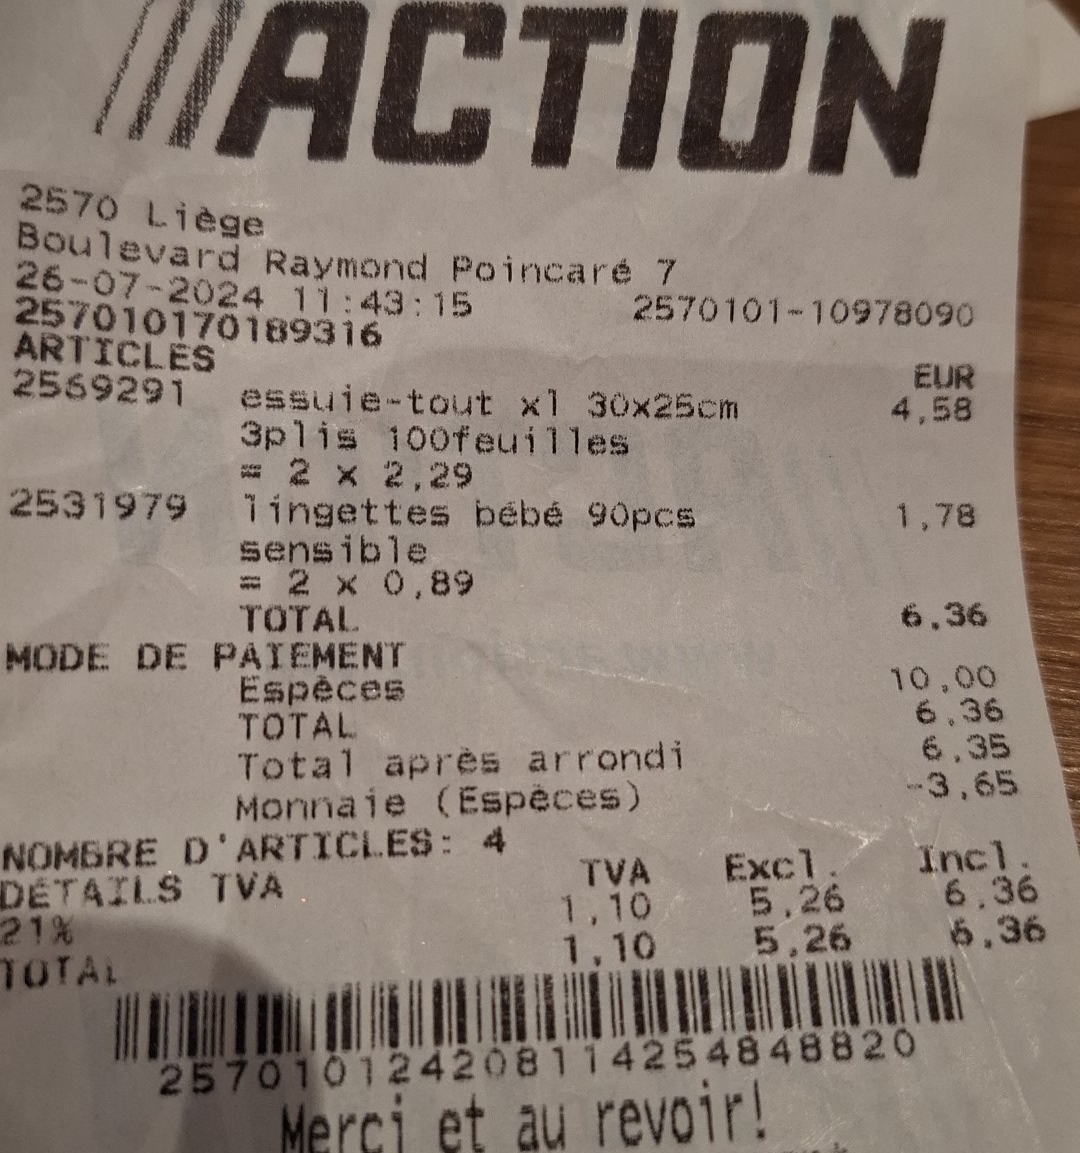 ACTION
2570 Liège
Boulevard Raymond Poincaré 7
26-07-2024 11:43:15 2570101-10978090
257010170189316
ARTICLES EUR
2569291 essuie-tout xl 30x25cm 4,58
3plis 100feuilles
= 2 x 2,29
2531979 lingettes bébé 90pcs 1,78
sensible
= 2 x 0,89
TOTAL 6,36
MODE DE PAIEMENT
Espèces 10,00
TOTAL 6,36
Total après arrondi 6,35
Monnaie (Espèces) -3,65
NOMBRE D'ARTICLES: 4
DÉTAILS TVA TVA Excl. Incl.
21% 1,10 5,26 6,36
TOTAL 1,10 5,26 6,36
257010124208114254848820
Merci et au revoir!